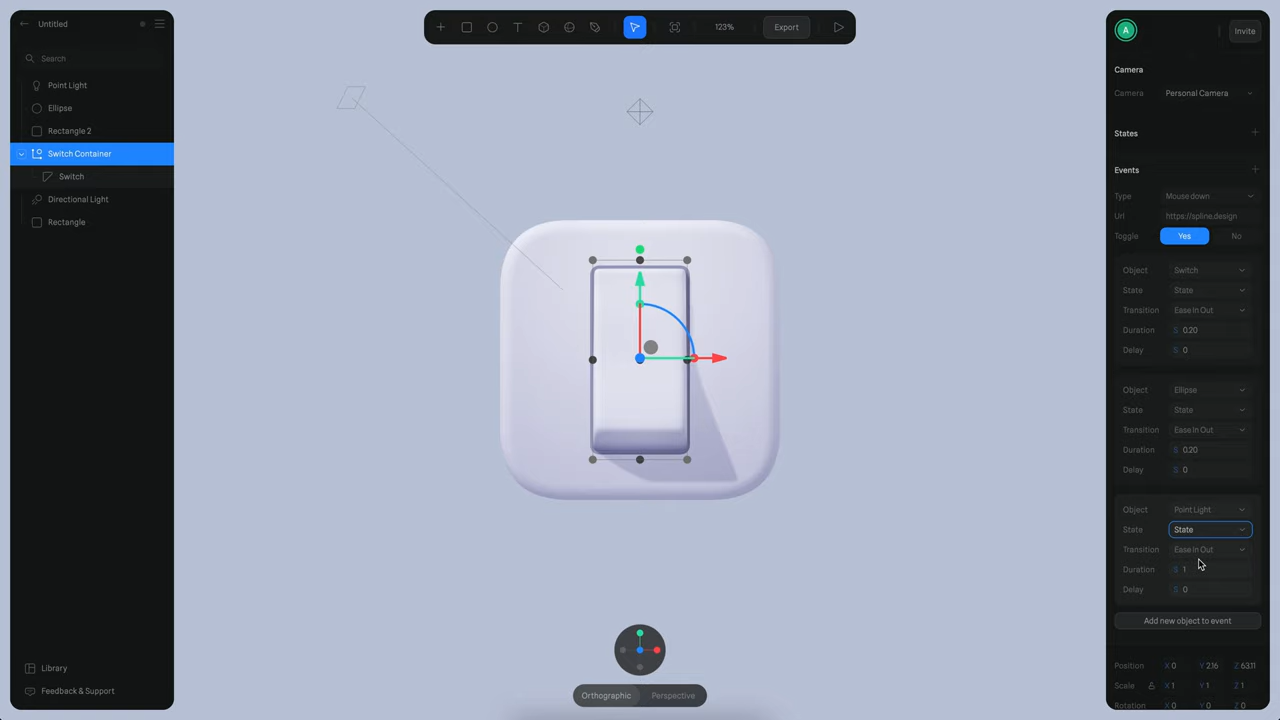 Untitled
Search
Point Light
Ellipse
Rectangle 2
Switch Container
Switch
Directional Light
Rectangle
Library
Feedback & Support
T
123%
Export
Orthographic Perspective
A
Invite
Camera
Camera Personal Camera
States
Events
Type Mouse down
Url https://spline.design
Toggle Yes No
Object Switch
State State
Transition Ease In Out
Duration S 0.20
Delay S 0
Object Ellipse
State State
Transition Ease In Out
Duration S 0.20
Delay S 0
Object Point Light
State State
Transition Ease In Out
Duration S 1
Delay S 0
Add new object to event
Position X 0 Y 2.16 Z 63.11
Scale X 1 Y 1 Z 1
Rotation X 0 Y 0 Z 0